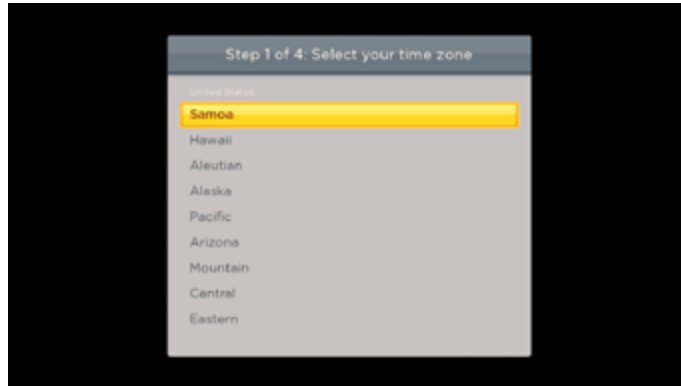 Step 1 of 4: Select your time zone
United States
Samoa
Hawaii
Aleutian
Alaska
Pacific
Arizona
Mountain
Central
Eastern